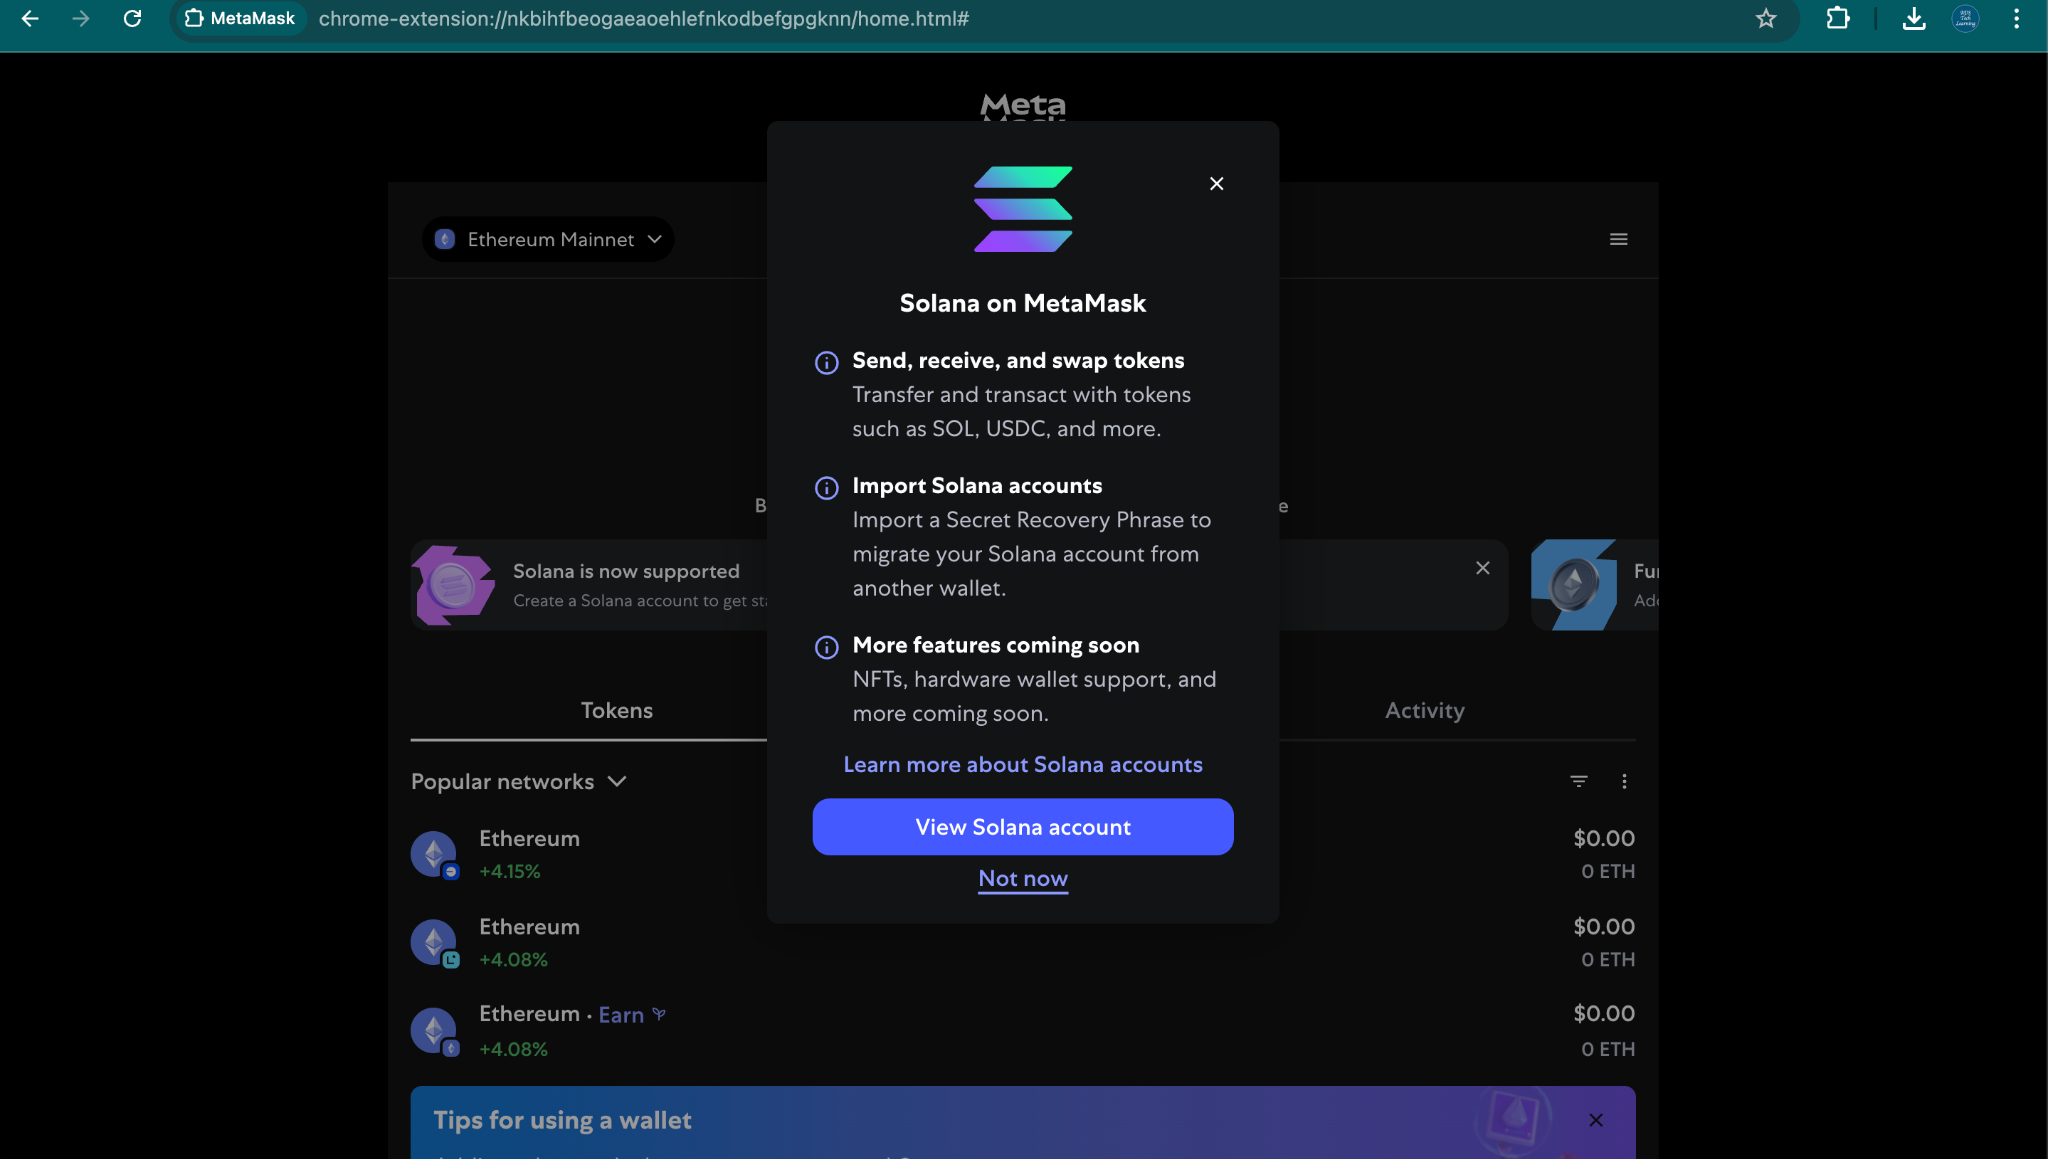 MetaMask
chrome-extension://nkbihfbeogaeaoehlefnkodbefgpgknn/home.html#
Meta
Ethereum Mainnet
Solana on MetaMask
Send, receive, and swap tokens
Transfer and transact with tokens
such as SOL, USDC, and more.
Import Solana accounts
Import a Secret Recovery Phrase to
migrate your Solana account from
another wallet.
More features coming soon
NFTs, hardware wallet support, and
more coming soon.
Learn more about Solana accounts
View Solana account
Not now
Solana is now supported
Create a Solana account to get
Tokens
Activity
Popular networks
Ethereum
$0.00
+4.15%
0 ETH
Ethereum
$0.00
+4.08%
0 ETH
Ethereum · Earn
$0.00
+4.08%
0 ETH
Tips for using a wallet